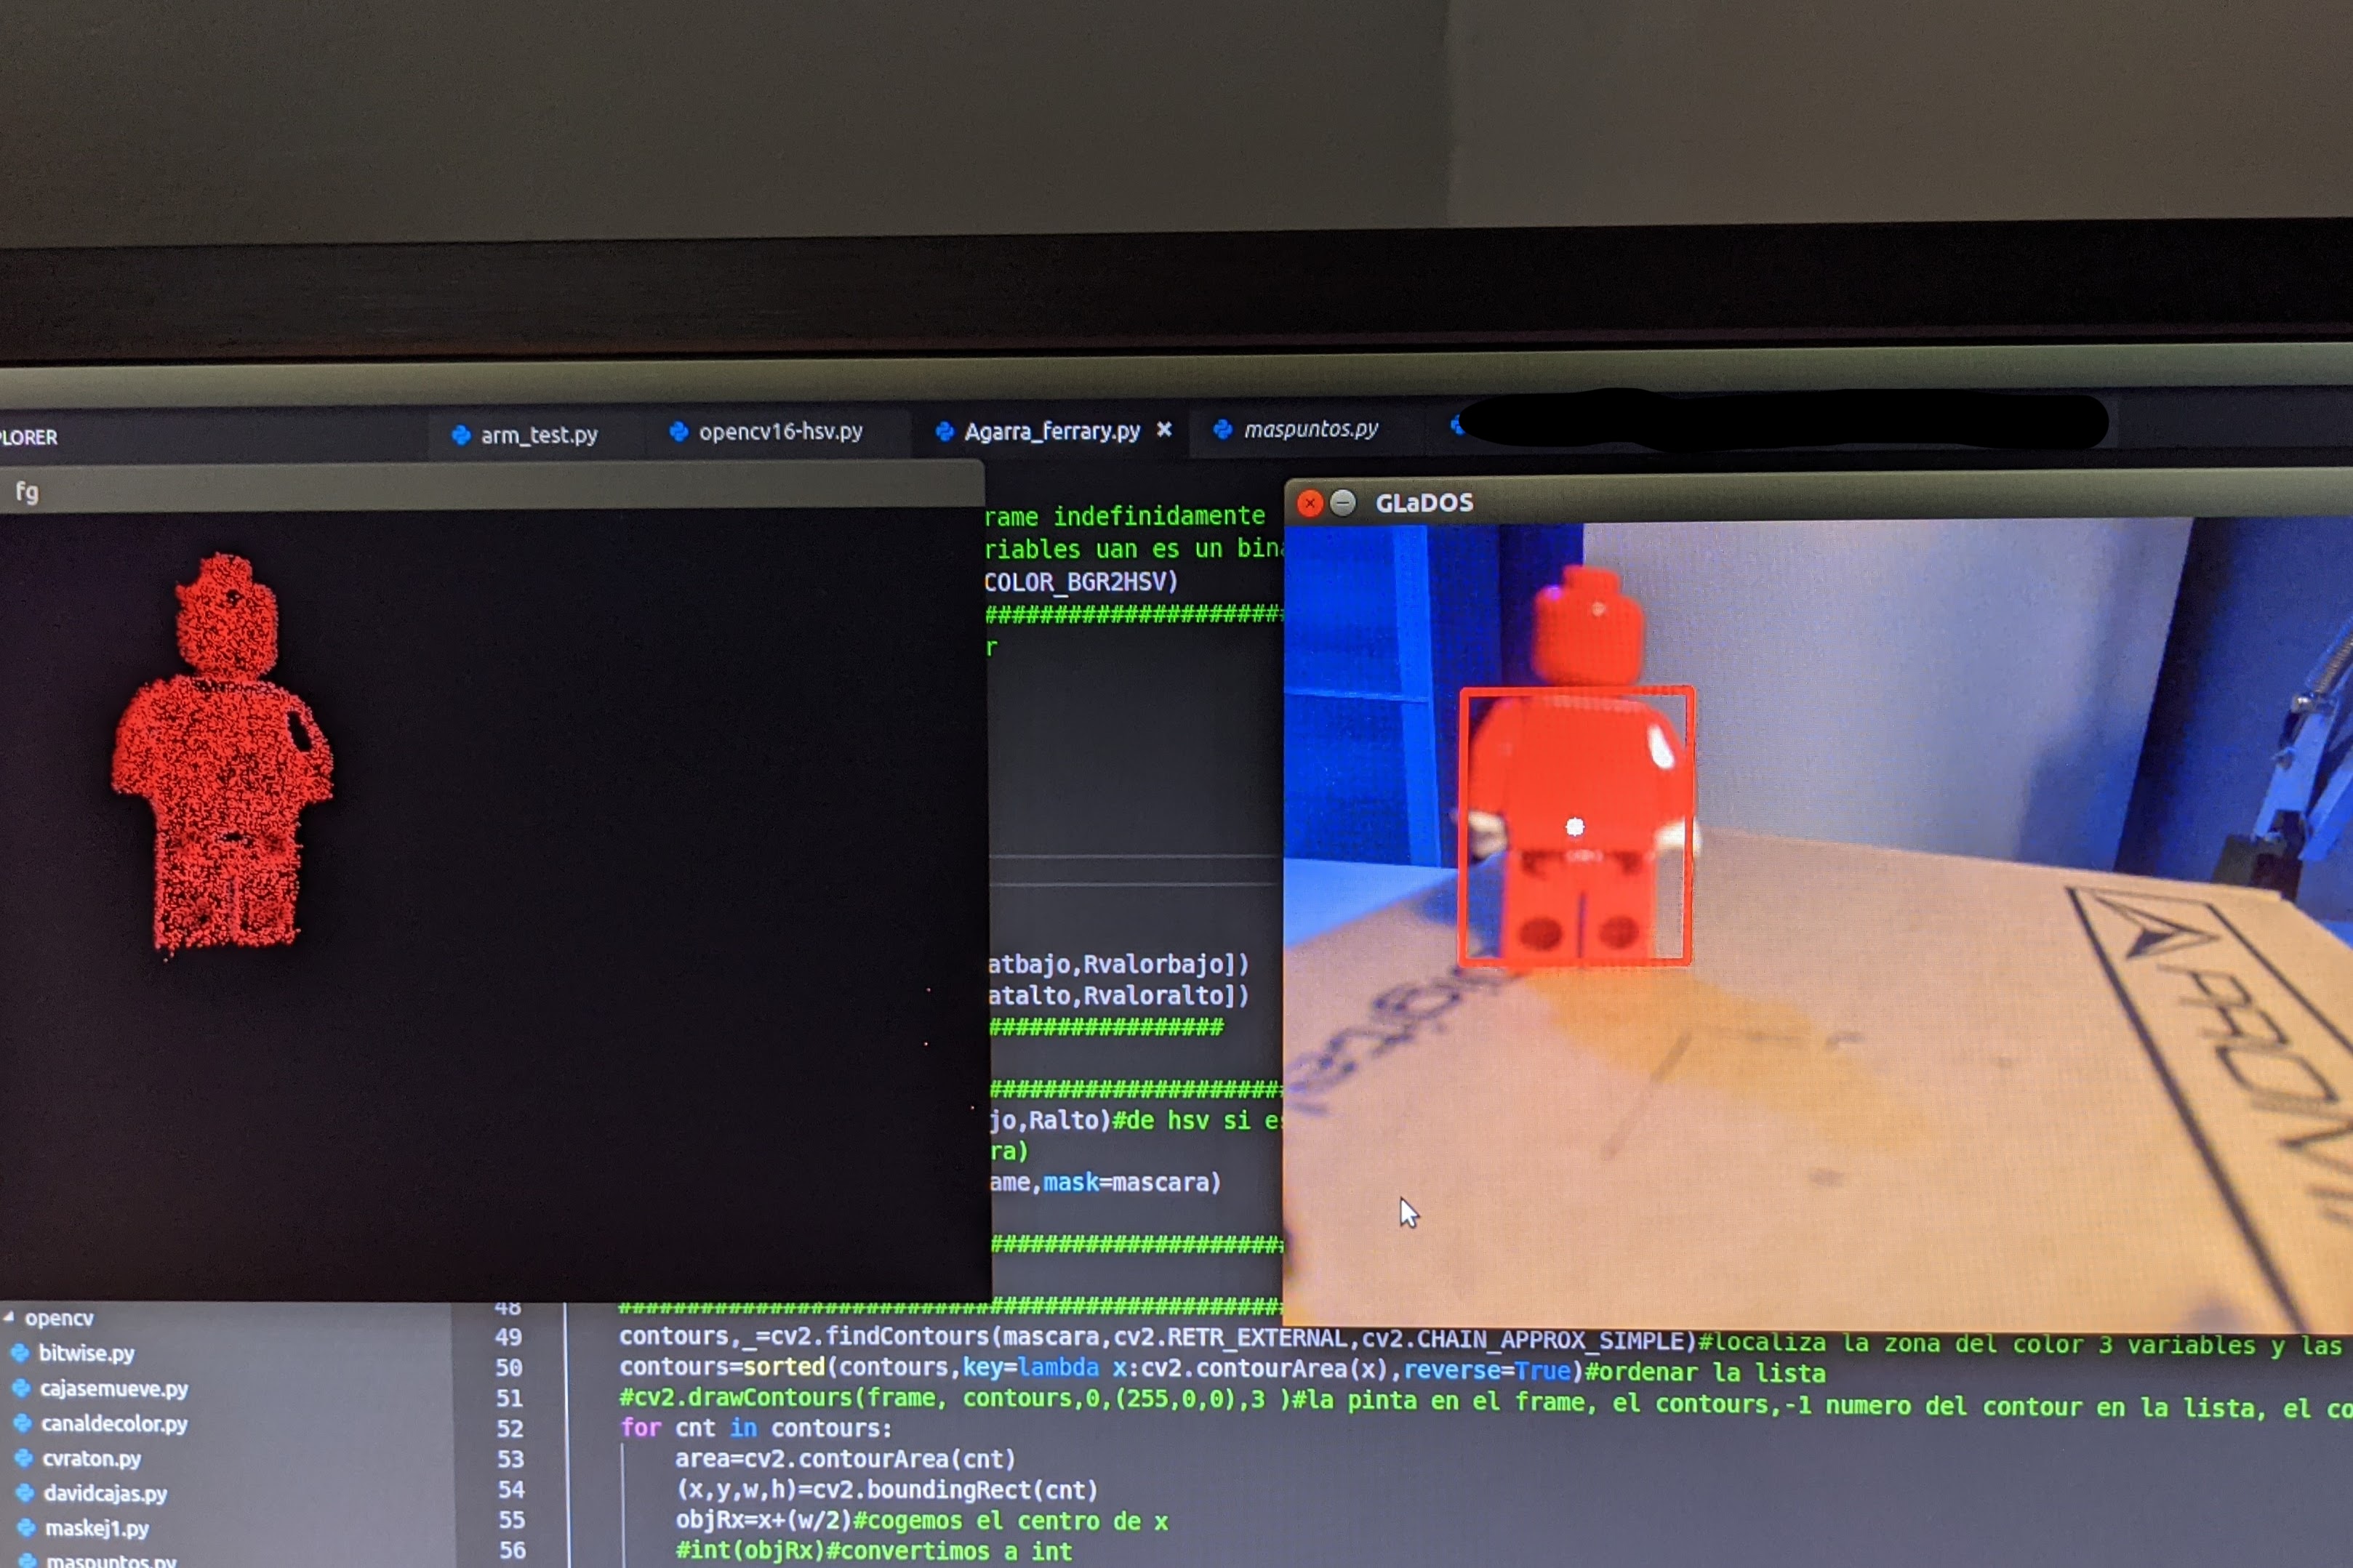 PLORER
arm_test.py
opencv16-hsv.py
Agarra_ferrary.py
maspuntos.py
fg
GLaDOS
rame indefinidamente
riables uan es un bin
COLOR_BGR2HSV)
######################
r
atbajo,Rvalorbajo])
atalto,Rvaloralto])
#################
######################
jo,Ralto)#de hsv si e
ra)
ame,mask=mascara)
######################
opencv
bitwise.py
cajasemueve.py
canaldecolor.py
cvraton.py
davidcajas.py
maskej1.py
maspuntos.py
48 ################################################
49 contours,_=cv2.findContours(mascara,cv2.RETR_EXTERNAL,cv2.CHAIN_APPROX_SIMPLE)#localiza la zona del color 3 variables y las
50 contours=sorted(contours,key=lambda x:cv2.contourArea(x),reverse=True)#ordenar la lista
51 #cv2.drawContours(frame, contours,0,(255,0,0),3 )#la pinta en el frame, el contours,-1 numero del contour en la lista, el co
52 for cnt in contours:
53 area=cv2.contourArea(cnt)
54 (x,y,w,h)=cv2.boundingRect(cnt)
55 objRx=x+(w/2)#cogemos el centro de x
56 #int(objRx)#convertimos a int